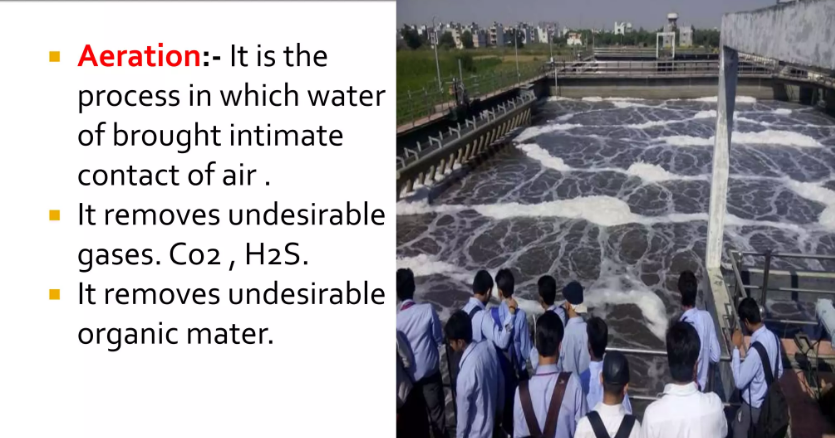 Aeration:- It is the
process in which water
of brought intimate
contact of air .
It removes undesirable
gases. Co2 , H2S.
It removes undesirable
organic mater.